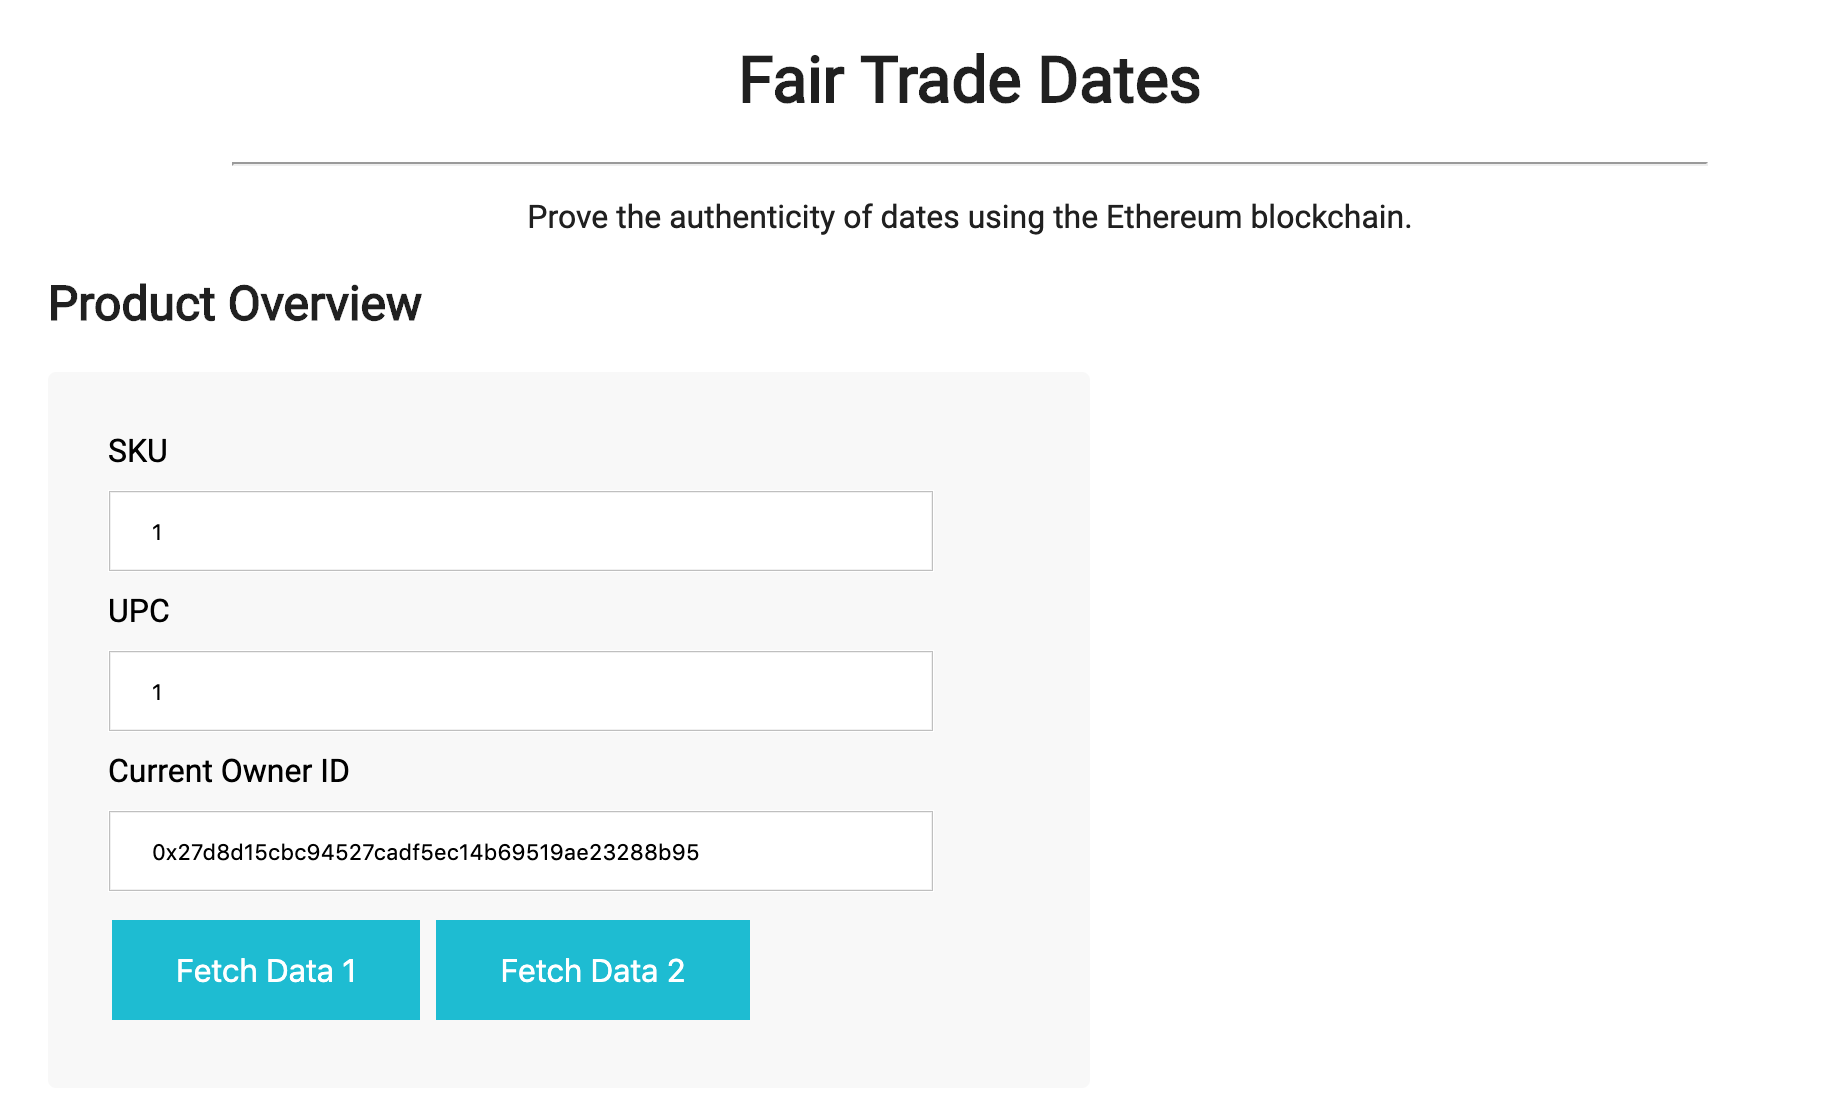 Fair Trade Dates
Prove the authenticity of dates using the Ethereum blockchain.
Product Overview
SKU
1
UPC
1
Current Owner ID
0x27d8d15cbc94527cadf5ec14b69519ae23288b95
Fetch Data 1
Fetch Data 2